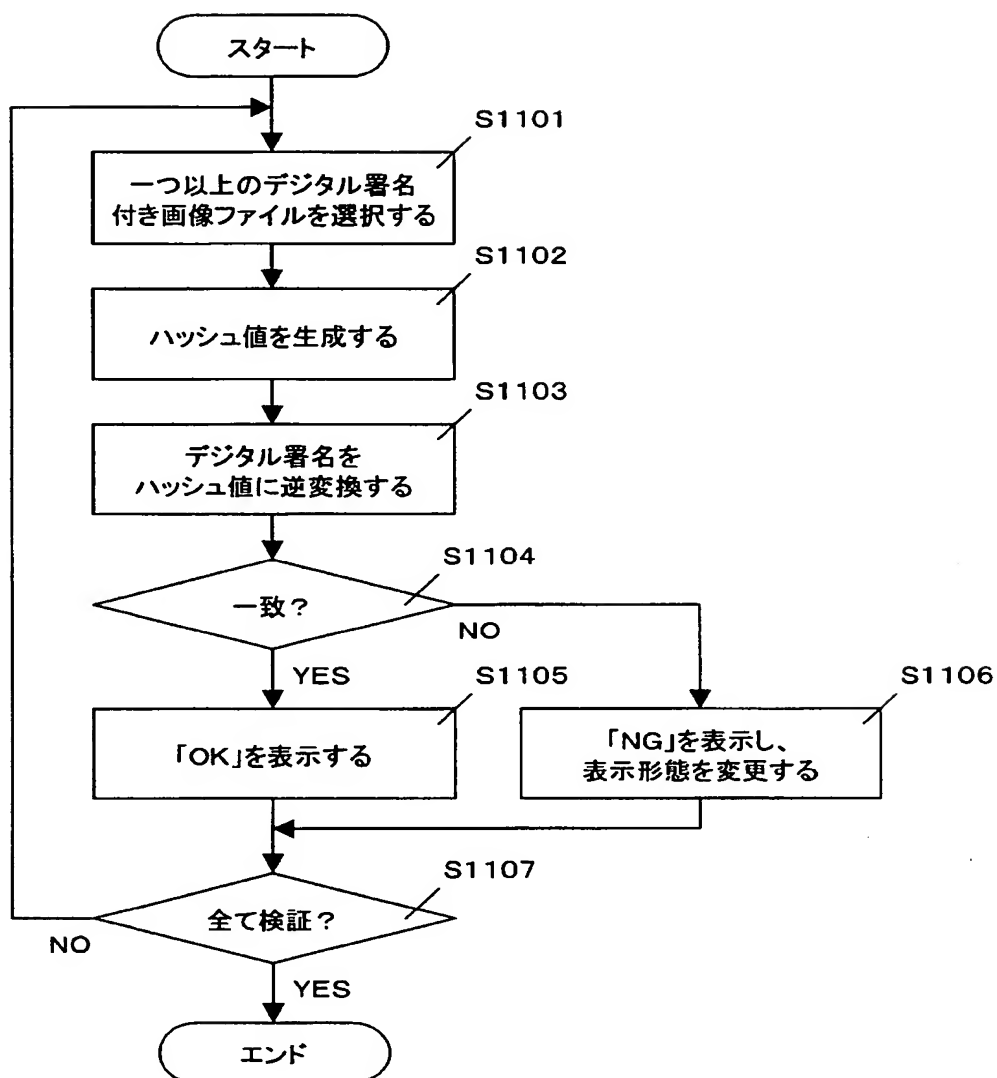 スタート
S1101
一つ以上のデジタル署名
付き画像ファイルを選択する
S1102
ハッシュ値を生成する
S1103
デジタル署名を
ハッシュ値に逆変換する
S1104
一致？
NO
YES
S1105
「OK」を表示する
S1106
「NG」を表示し、
表示形態を変更する
S1107
全て検証？
NO
YES
エンド